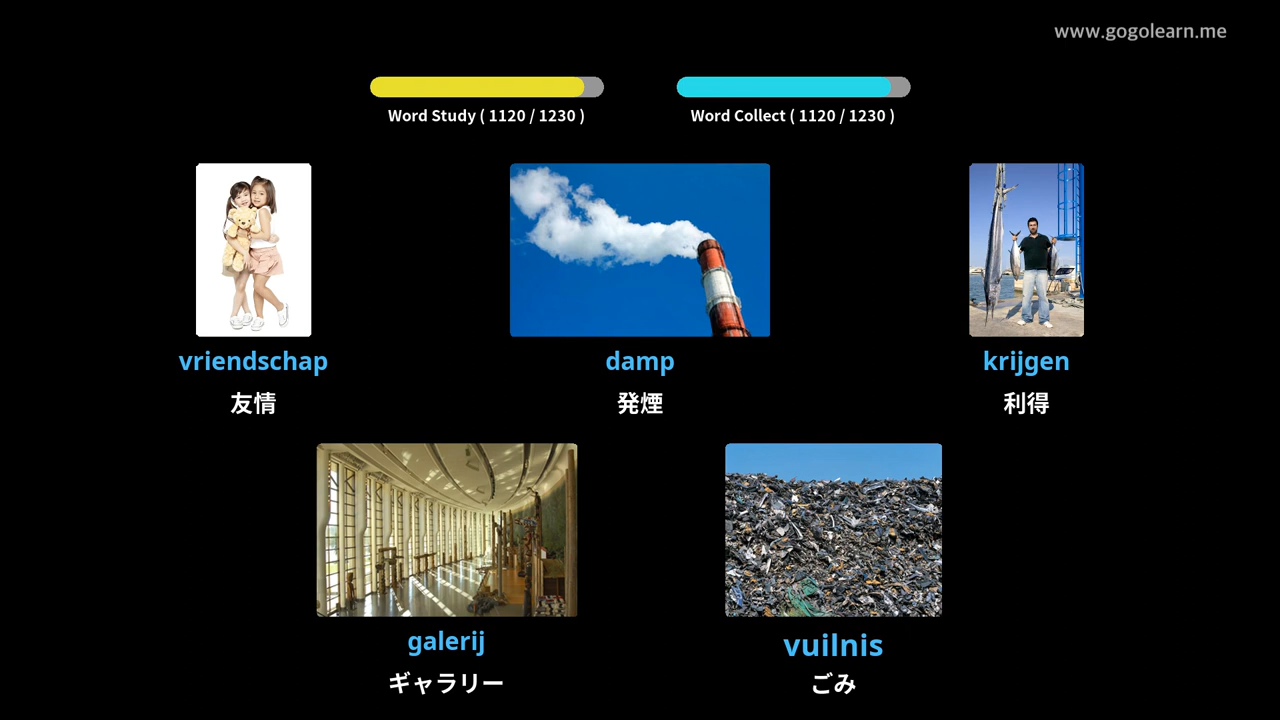 www.gogolearn.me
Word Study ( 1120 / 1230 )
Word Collect ( 1120 / 1230 )
vriendschap
友情
damp
発煙
krijgen
利得
galerij
ギャラリー
vuilnis
ごみ